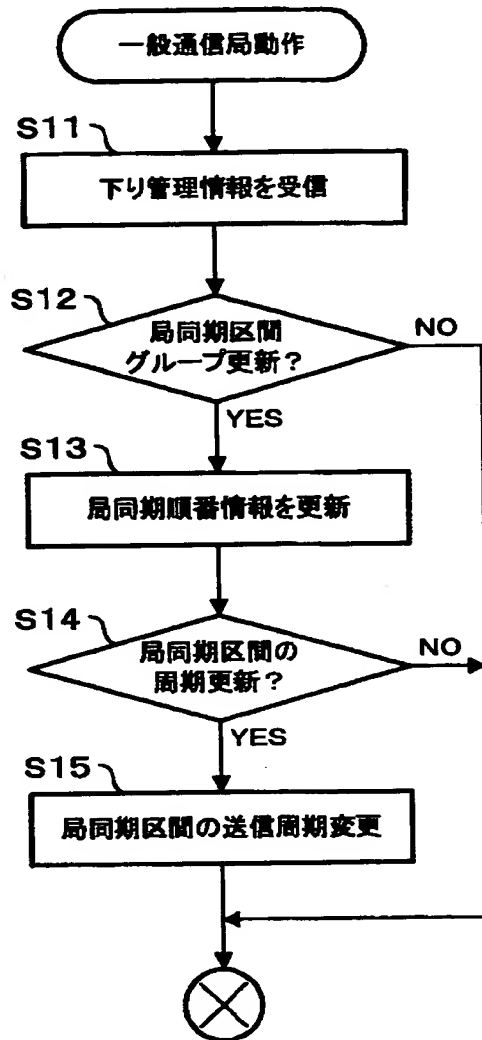 一般通信局動作
S11
下り管理情報を受信
S12
局同期区間
グループ更新？
NO
YES
S13
局同期順番情報を更新
S14
局同期区間の
周期更新？
NO
YES
S15
局同期区間の送信周期変更